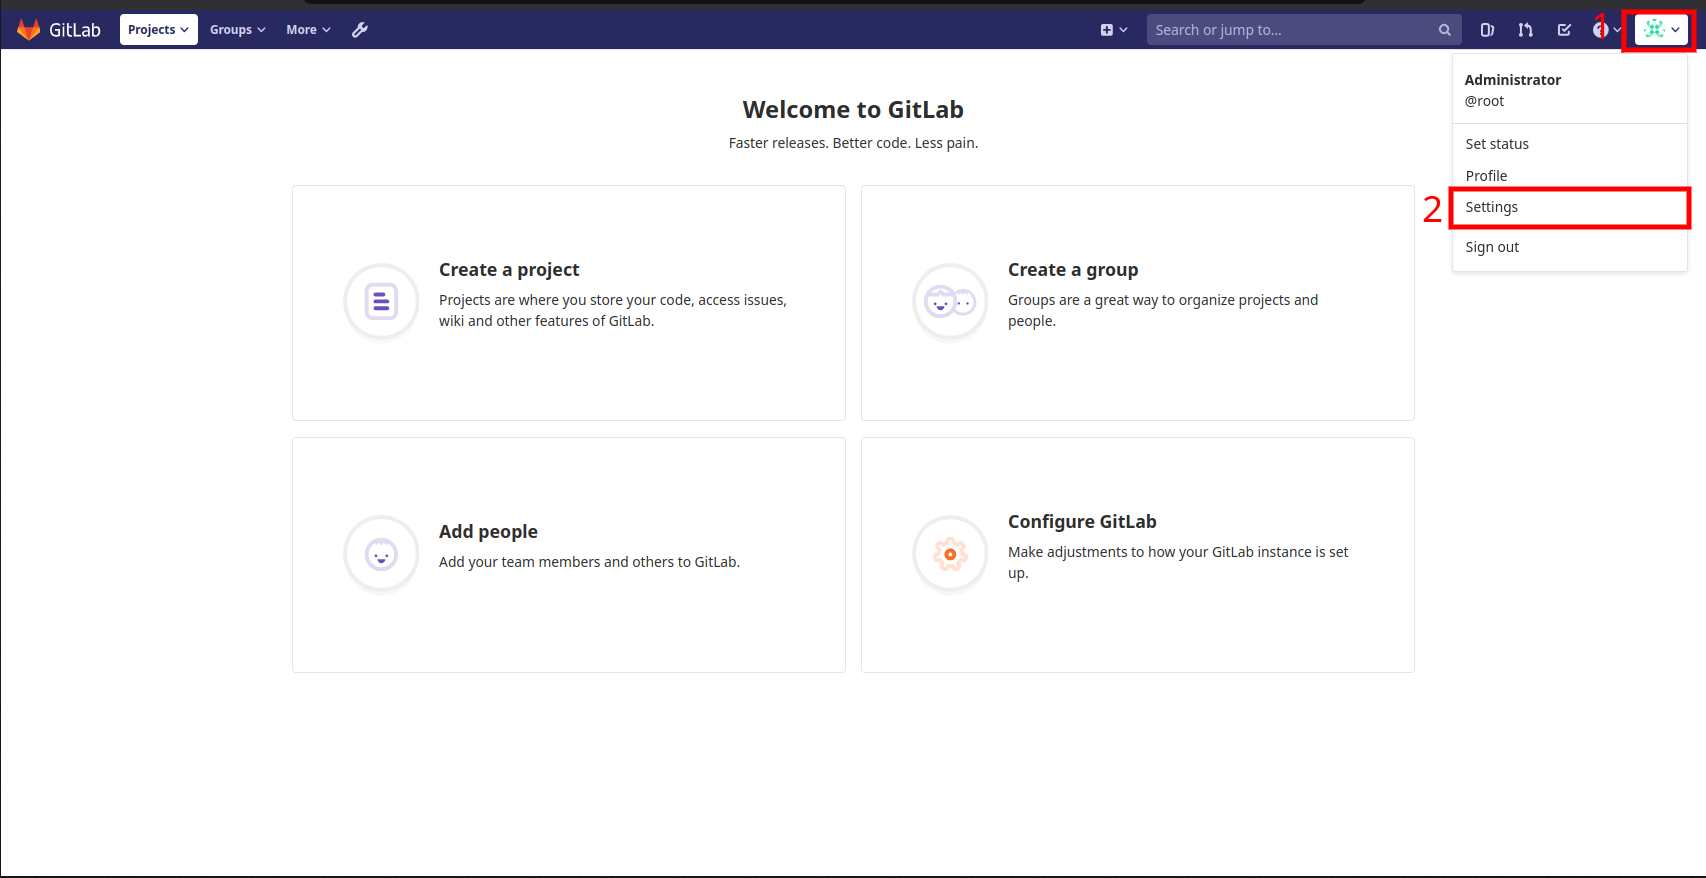 GitLab Projects Groups More Search or jump to... ? 1
Administrator
@root
Set status
Profile
2 Settings
Sign out
Welcome to GitLab
Faster releases. Better code. Less pain.
Create a project
Projects are where you store your code, access issues,
wiki and other features of GitLab.
Create a group
Groups are a great way to organize projects and
people.
Add people
Add your team members and others to GitLab.
Configure GitLab
Make adjustments to how your GitLab instance is set
up.